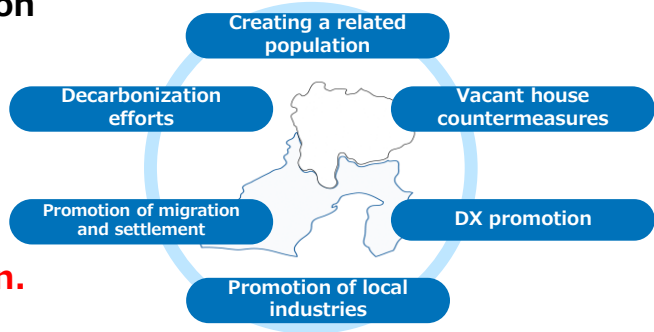 on
Creating a related
population
Decarbonization
efforts
Vacant house
countermeasures
Promotion of migration
and settlement
DX promotion
n.
Promotion of local
industries